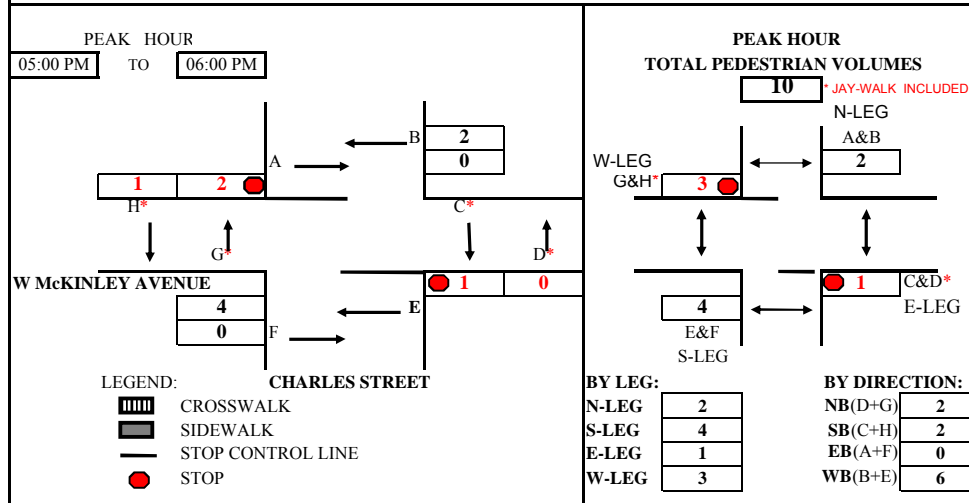 PEAK HOUR
05:00 PM TO 06:00 PM
A
B 2
0
1 2
H*
G*
C*
D*
W McKINLEY AVENUE
1 0
4
0
E
F
LEGEND: CHARLES STREET
CROSSWALK
SIDEWALK
STOP CONTROL LINE
STOP
PEAK HOUR
TOTAL PEDESTRIAN VOLUMES
10 * JAY-WALK INCLUDED
N-LEG
A&B
2
W-LEG
G&H*
3
1 C&D*
E-LEG
4
E&F
S-LEG
BY LEG:
N-LEG 2
S-LEG 4
E-LEG 1
W-LEG 3
BY DIRECTION:
NB(D+G) 2
SB(C+H) 2
EB(A+F) 0
WB(B+E) 6